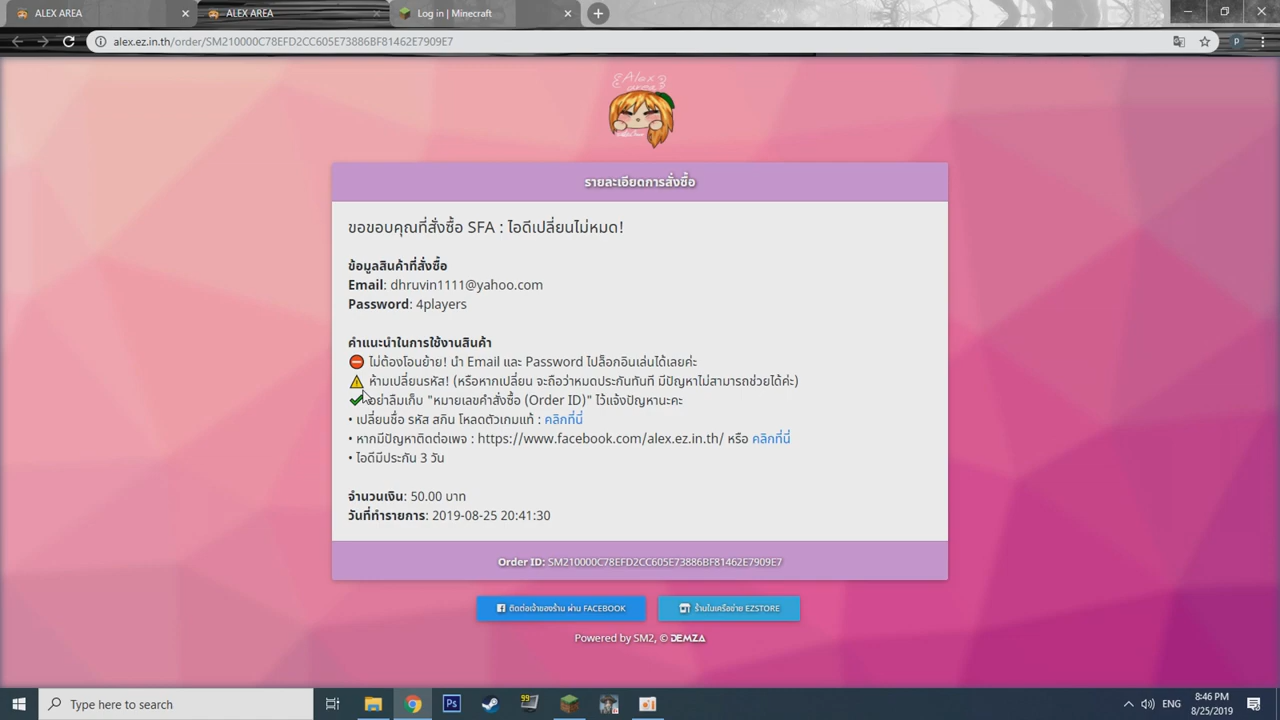 ALEX AREA
ALEX AREA
Log in | Minecraft
alex.ez.in.th/order/SM210000C78EFD2CC605E73886BF81462E7909E7
P
Alex
รายละเอียดการสั่งซื้อ
ขอขอบคุณที่สั่งซื้อ SFA : ไอดีเปลี่ยนไม่หมด!
ข้อมูลสินค้าที่สั่งซื้อ
Email: dhruvin1111@yahoo.com
Password: 4players
คำแนะนำในการใช้งานสินค้า
ไม่ต้องโอนย้าย! นำ Email และ Password ไปล็อกอินเล่นได้เลยค่ะ
ห้ามเปลี่ยนรหัส! (หรือหากเปลี่ยน จะถือว่าหมดประกันทันที มีปัญหาไม่สามารถช่วยได้ค่ะ)
อย่าลืมเก็บ "หมายเลขคำสั่งซื้อ (Order ID)" ไว้แจ้งปัญหานะคะ
• เปลี่ยนชื่อ รหัส สกิน โหลดตัวเกมแท้ : คลิกที่นี่
• หากมีปัญหาติดต่อเพจ : https://www.facebook.com/alex.ez.in.th/ หรือ คลิกที่นี่
• ไอดีมีประกัน 3 วัน
จำนวนเงิน: 50.00 บาท
วันที่ทำรายการ: 2019-08-25 20:41:30
Order ID: SM210000C78EFD2CC605E73886BF81462E7909E7
ติดต่อเจ้าของร้าน ผ่าน FACEBOOK
ร้านในเครือข่าย EZSTORE
Powered by SM2, © DEMZA
Type here to search
Ps
99
ENG
8:46 PM
8/25/2019